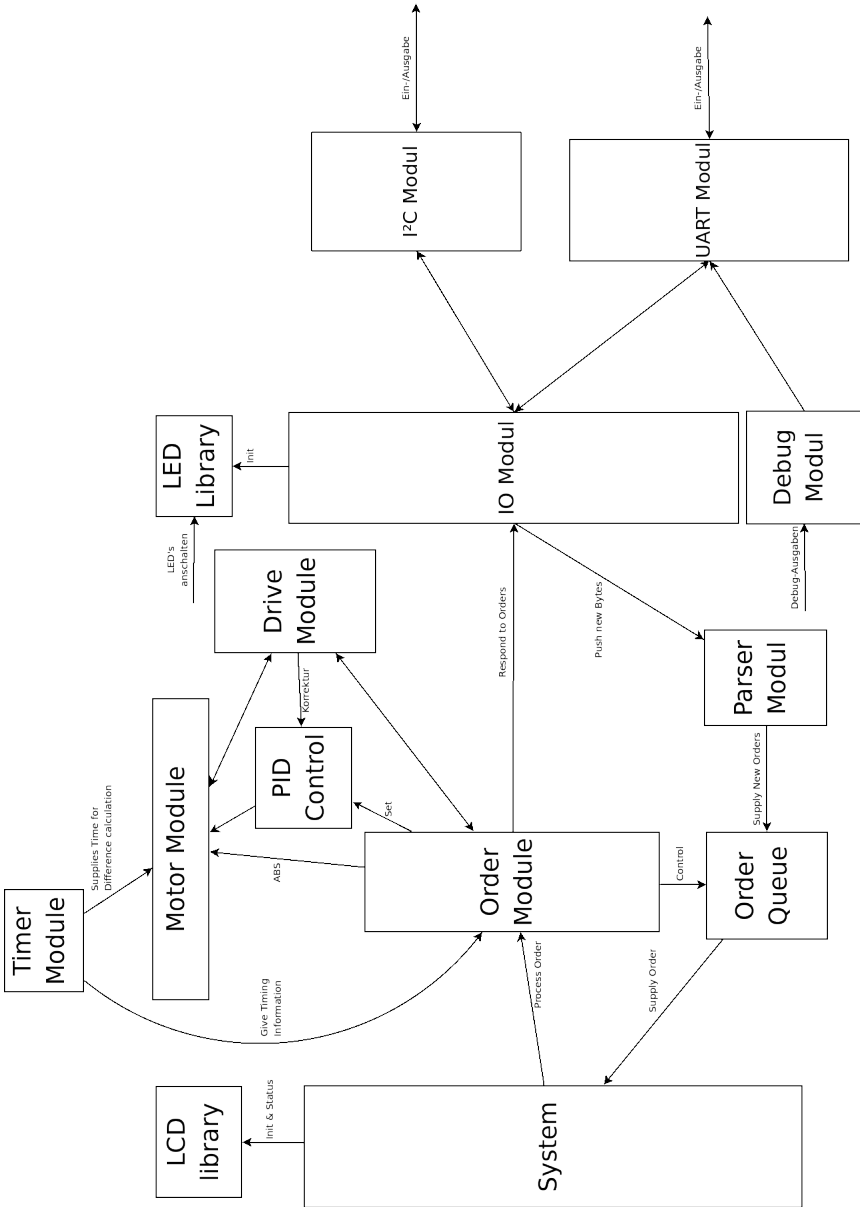 Timer
Module
Supplies Time for
Difference calculation
LCD
library
Motor Module
LED's
anschalten
LED
Library
Init & Status
Give Timing
Information
ABS
Init
PID
Control
Korrektur
Drive
Module
Set
Order
Module
Respond to Orders
IO Modul
I²C Modul
Ein-/Ausgabe
System
Process Order
Push new Bytes
Supply Order
Control
UART Modul
Ein-/Ausgabe
Order
Queue
Supply New Orders
Parser
Modul
Debug-Ausgaben
Debug
Modul